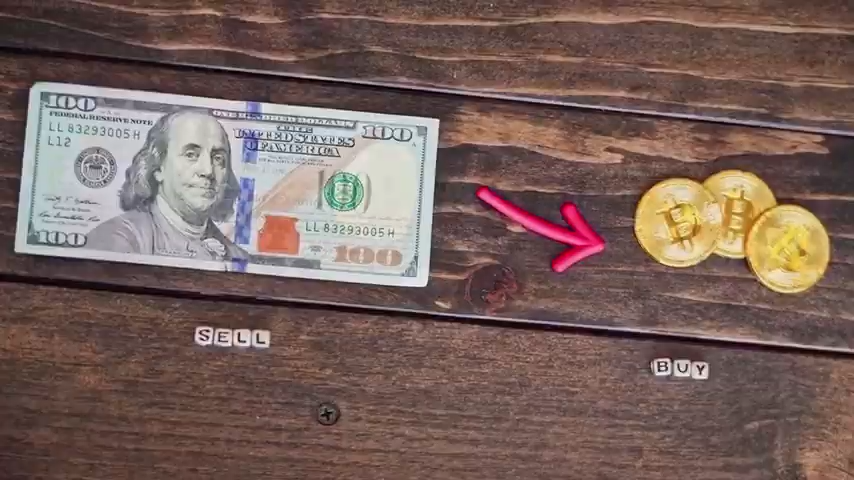 100
FEDERAL RESERVE NOTE
LL 83293005 H
L12
THE
UNITED STATES
OF AMERICA
100
LL 83293005 H
100
100
SELL
BUY